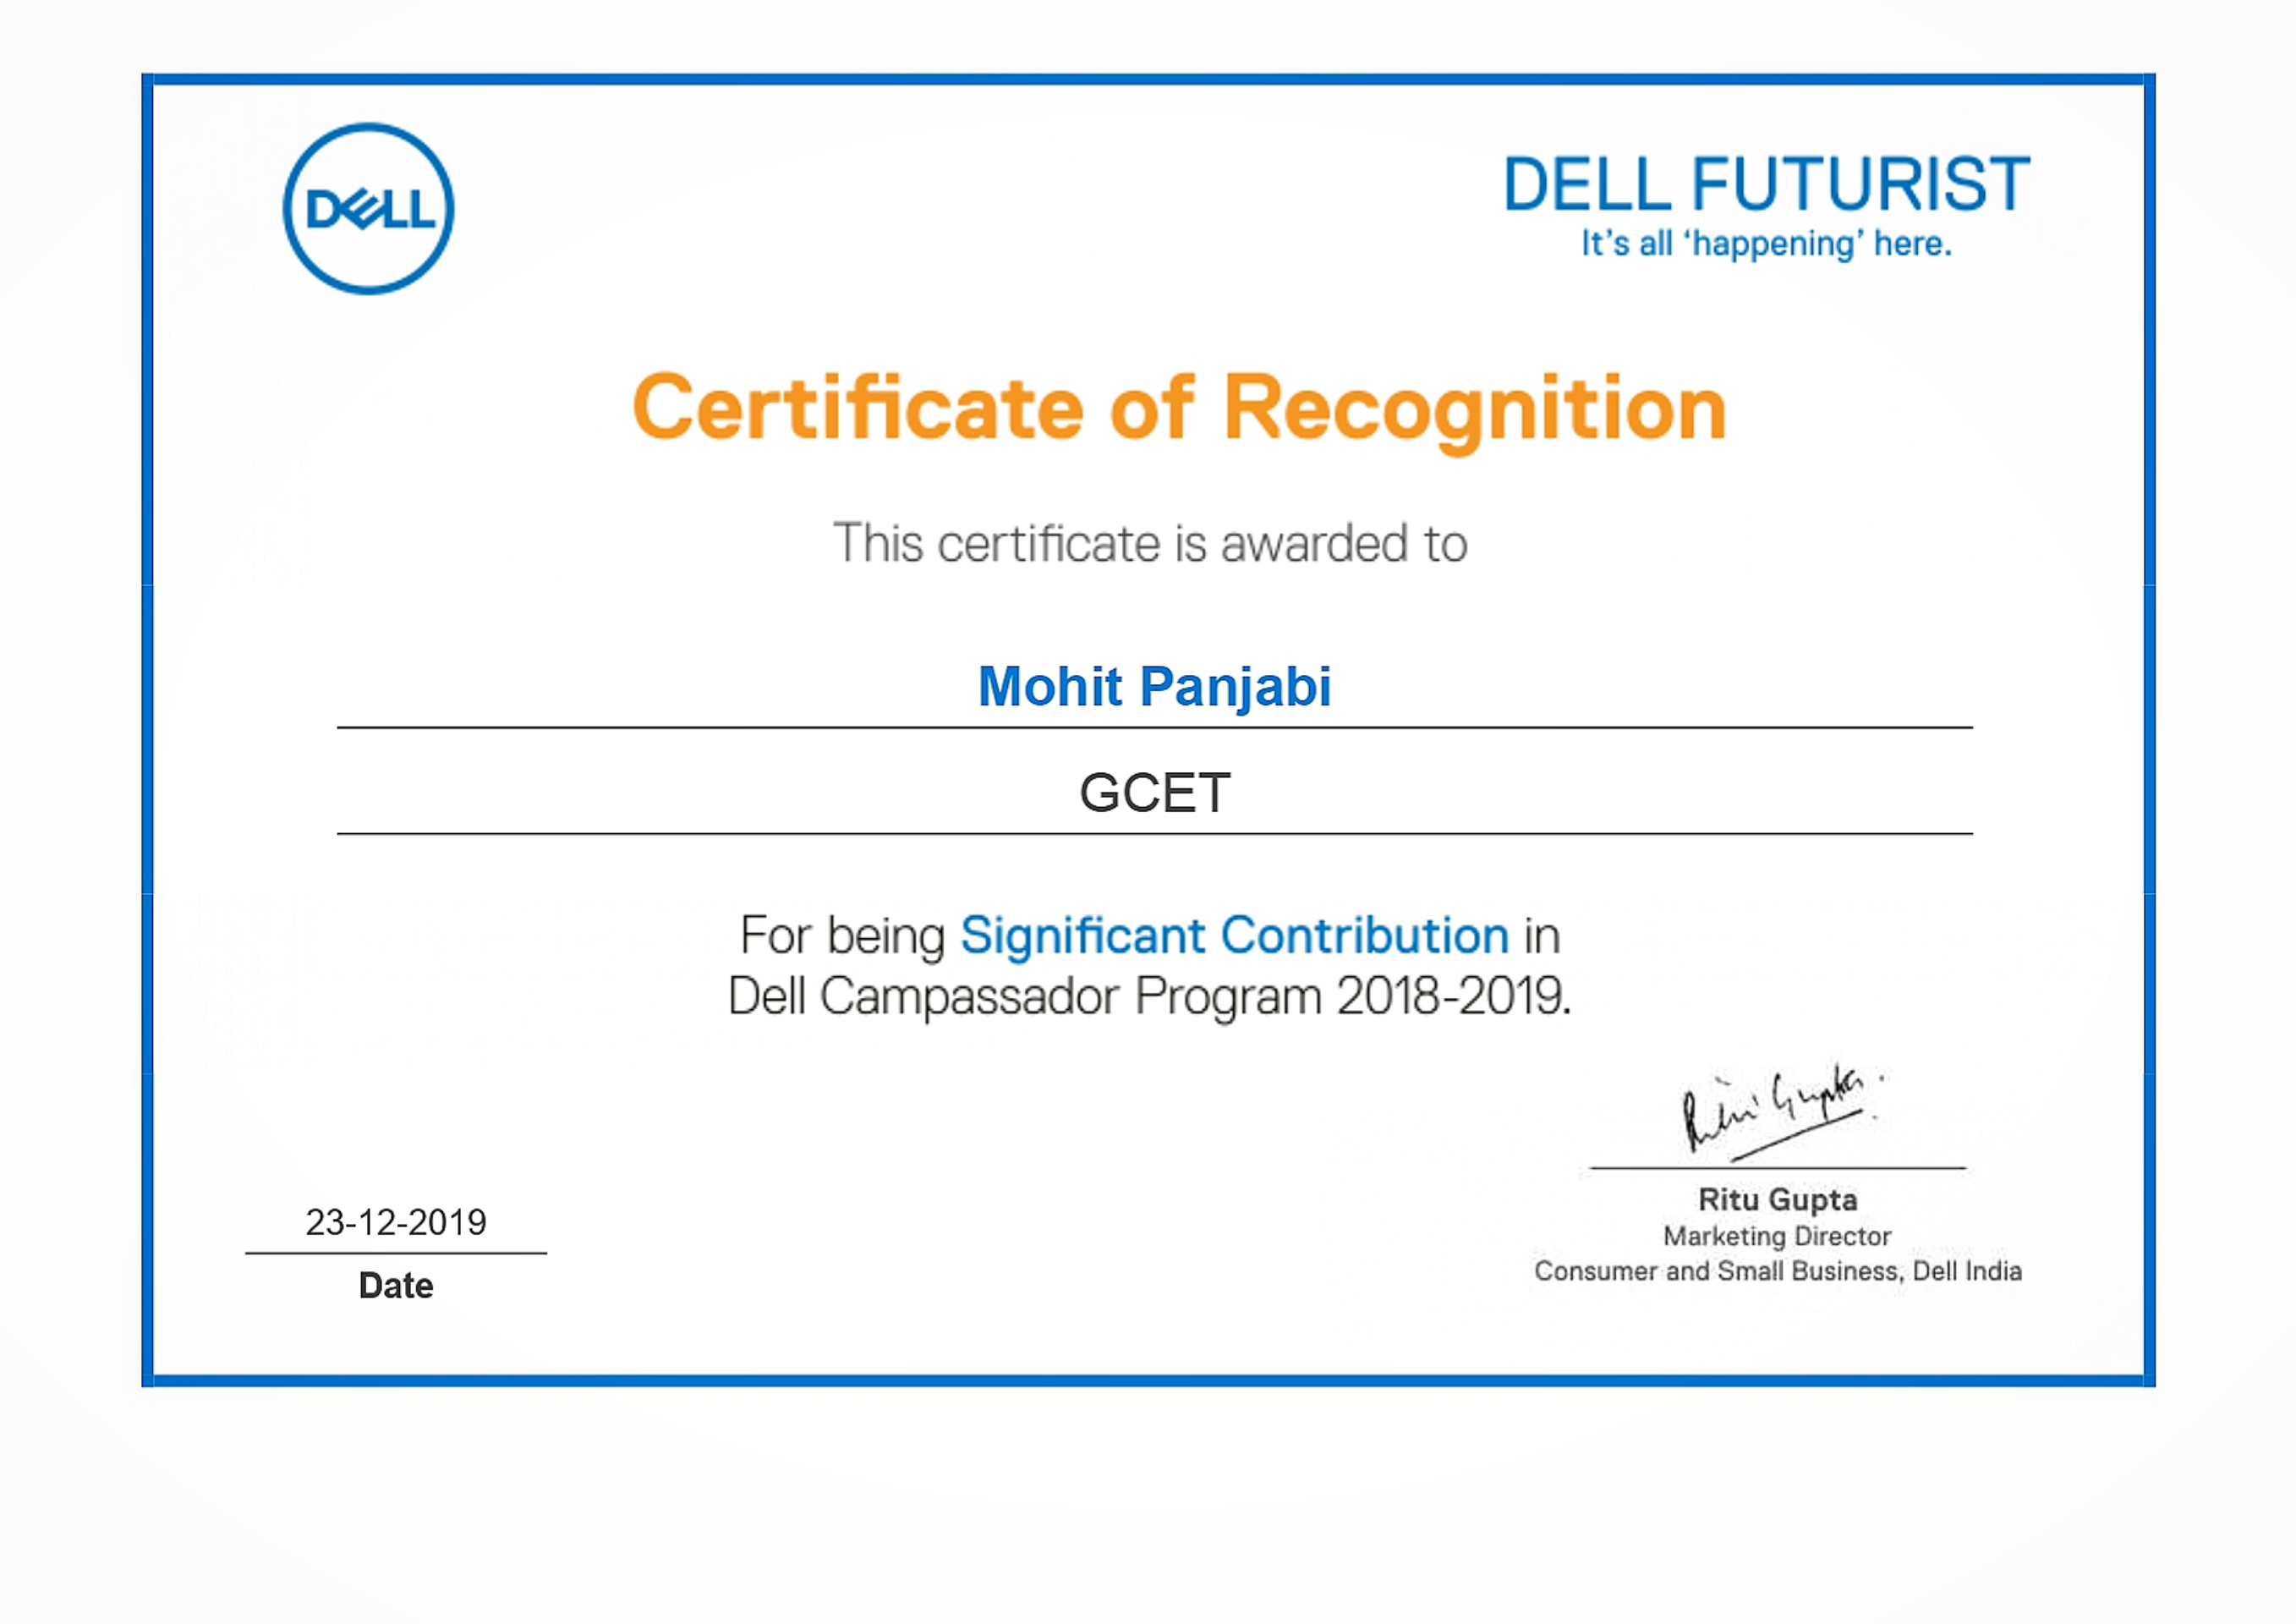 DELL
DELL FUTURIST
It's all ‘happening’ here.
Certificate of Recognition
This certificate is awarded to
Mohit Panjabi
GCET
For being Significant Contribution in
Dell Campassador Program 2018-2019.
Ritu Gupta.
Ritu Gupta
Marketing Director
Consumer and Small Business, Dell India
23-12-2019
Date